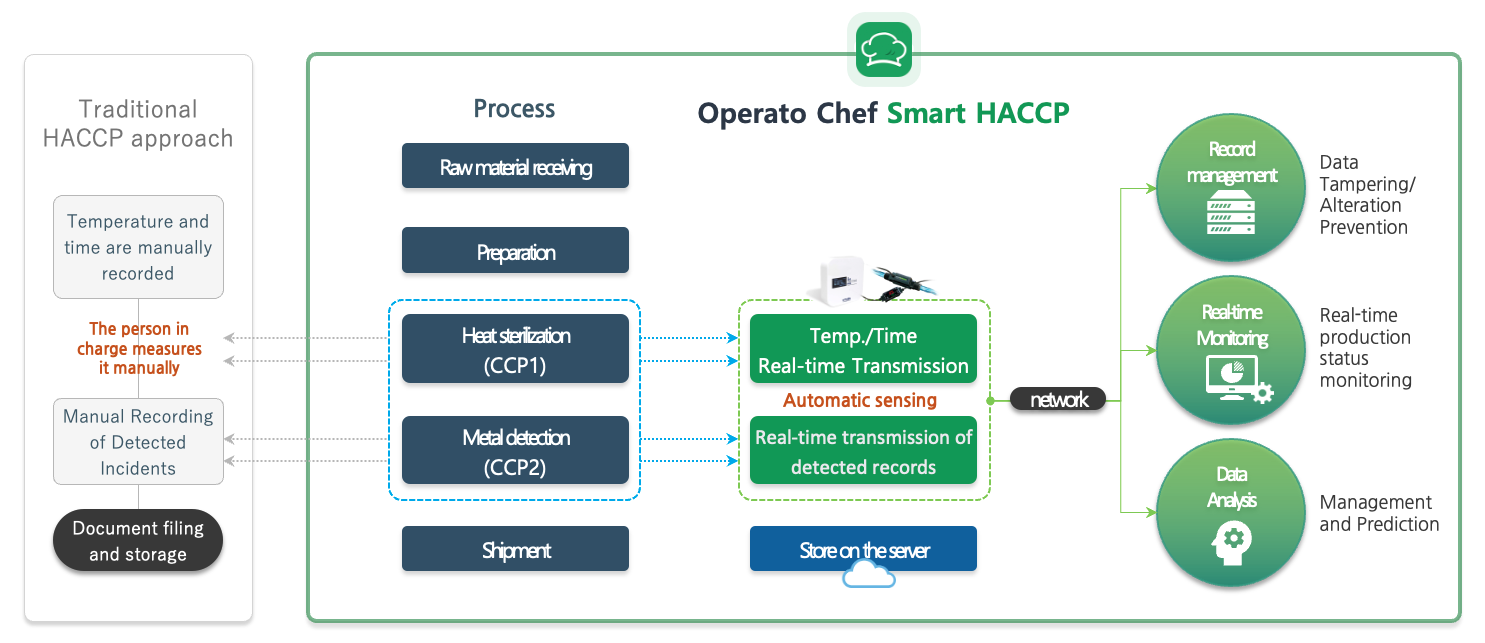 Traditional
HACCP approach
Temperature and
time are manually
recorded
The person in
charge measures
it manually
Manual Recording
of Detected
Incidents
Document filing
and storage
Process
Raw material receiving
Preparation
Heat sterilization
(CCP1)
Metal detection
(CCP2)
Shipment
Operato Chef Smart HACCP
Temp./Time
Real-time Transmission
Automatic sensing
Real-time transmission of
detected records
Store on the server
network
Record
management
Data
Tampering/
Alteration
Prevention
Real-time
Monitoring
Real-time
production
status
monitoring
Data
Analysis
Management
and Prediction